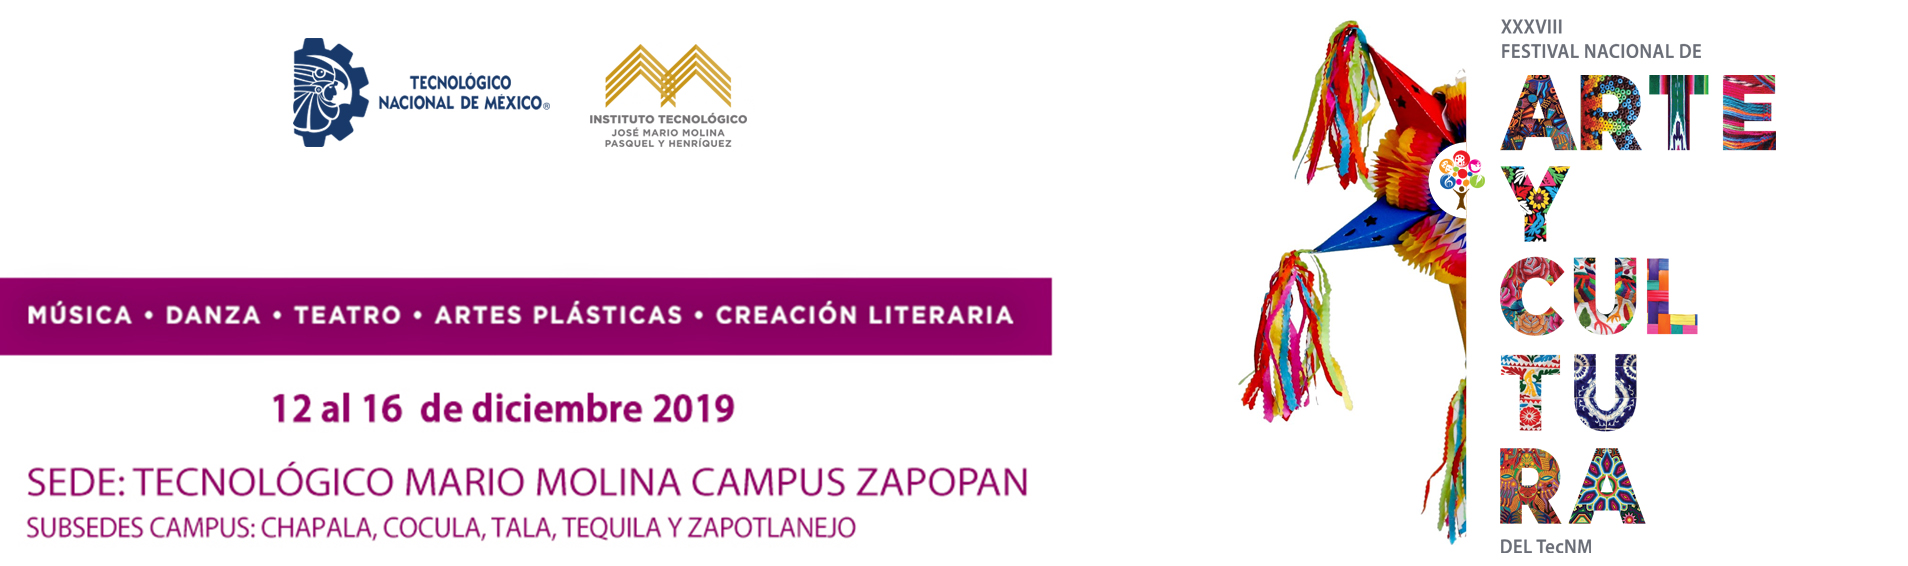 TECNOLÓGICO
NACIONAL DE MÉXICO®
INSTITUTO TECNOLÓGICO
JOSÉ MARIO MOLINA
PASQUEL Y HENRÍQUEZ
MÚSICA • DANZA • TEATRO • ARTES PLÁSTICAS • CREACIÓN LITERARIA
12 al 16 de diciembre 2019
SEDE: TECNOLÓGICO MARIO MOLINA CAMPUS ZAPOPAN
SUBSEDES CAMPUS: CHAPALA, COCULA, TALA, TEQUILA Y ZAPOTLANEJO
XXXVIII
FESTIVAL NACIONAL DE
ARTE
Y
CUL
TU
RA
DEL TecNM